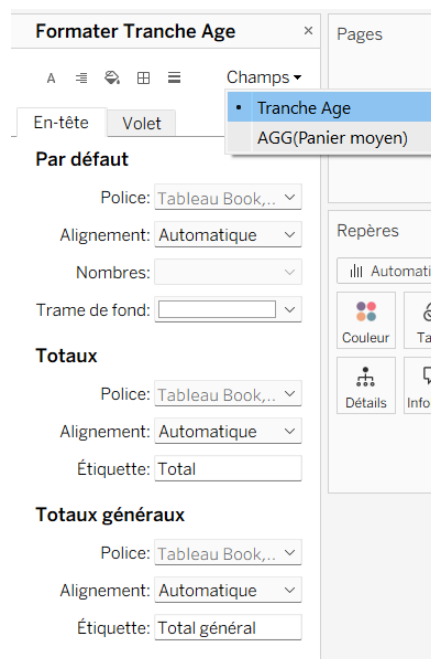 Formater Tranche Age
Pages
A
Champs
Tranche Age
AGG(Panier moyen)
En-tête Volet
Par défaut
Police: Tableau Book,...
Alignement: Automatique
Nombres:
Trame de fond:
Totaux
Police: Tableau Book,...
Alignement: Automatique
Étiquette: Total
Totaux généraux
Police: Tableau Book,...
Alignement: Automatique
Étiquette: Total général
Repères
Automati
Couleur Ta
Détails Infor